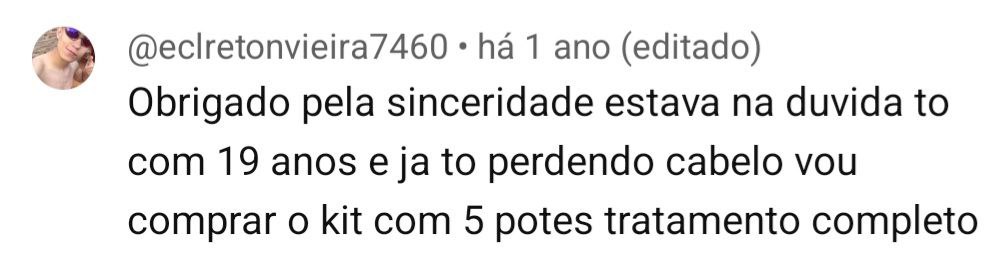 @eclretonvieira7460 • há 1 ano (editado)
Obrigado pela sinceridade estava na duvida to
com 19 anos e ja to perdendo cabelo vou
comprar o kit com 5 potes tratamento completo